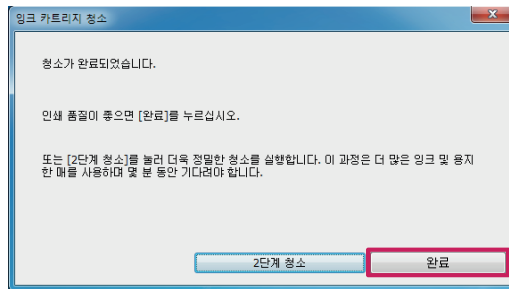 잉크 카트리지 청소
청소가 완료되었습니다.
인쇄 품질이 좋으면 [완료]를 누르십시오.
또는 [2단계 청소]를 눌러 더욱 정밀한 청소를 실행합니다. 이 과정은 더 많은 잉크 및 용지
한 매를 사용하며 몇 분 동안 기다려야 합니다.
2단계 청소
완료